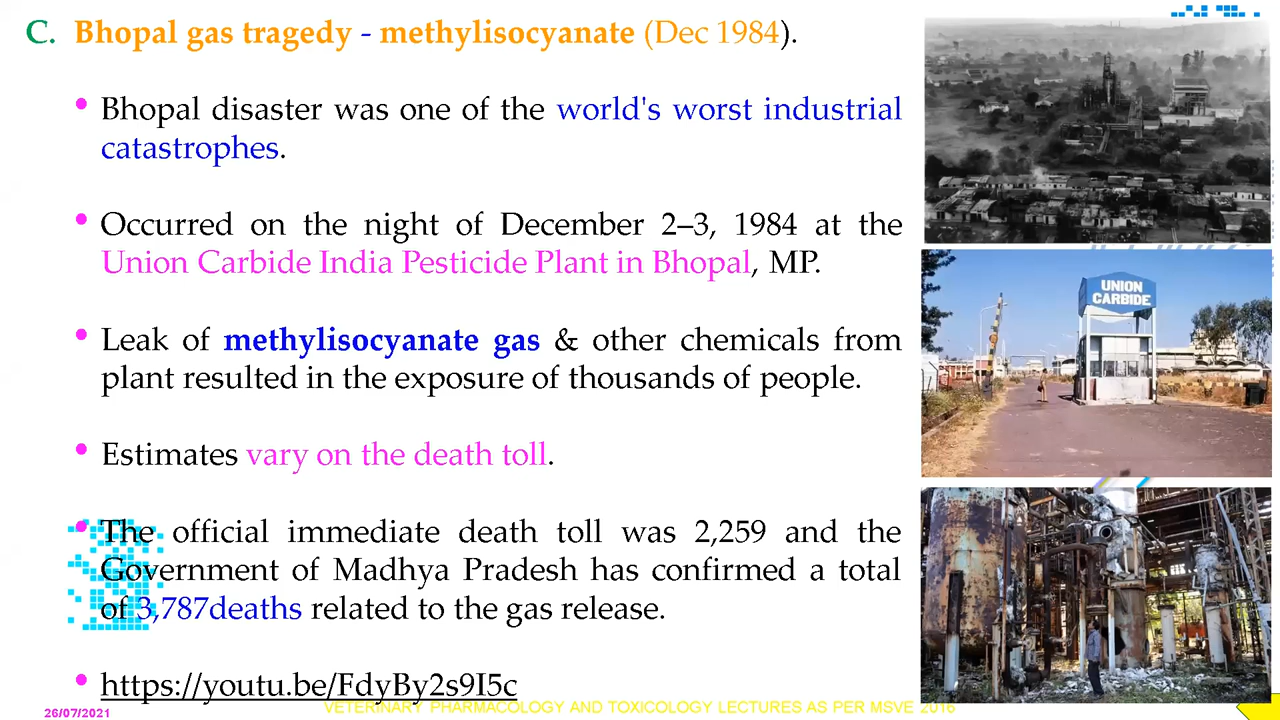 C. Bhopal gas tragedy - methylisocyanate (Dec 1984).
• Bhopal disaster was one of the world's worst industrial
catastrophes.
• Occurred on the night of December 2–3, 1984 at the
Union Carbide India Pesticide Plant in Bhopal, MP.
• Leak of methylisocyanate gas & other chemicals from
plant resulted in the exposure of thousands of people.
• Estimates vary on the death toll.
• The official immediate death toll was 2,259 and the
Government of Madhya Pradesh has confirmed a total
of 3,787deaths related to the gas release.
• https://youtu.be/FdyBy2s9I5c
UNION
CARBIDE
26/07/2021
VETERINARY PHARMACOLOGY AND TOXICOLOGY LECTURES AS PER MSVE 2016